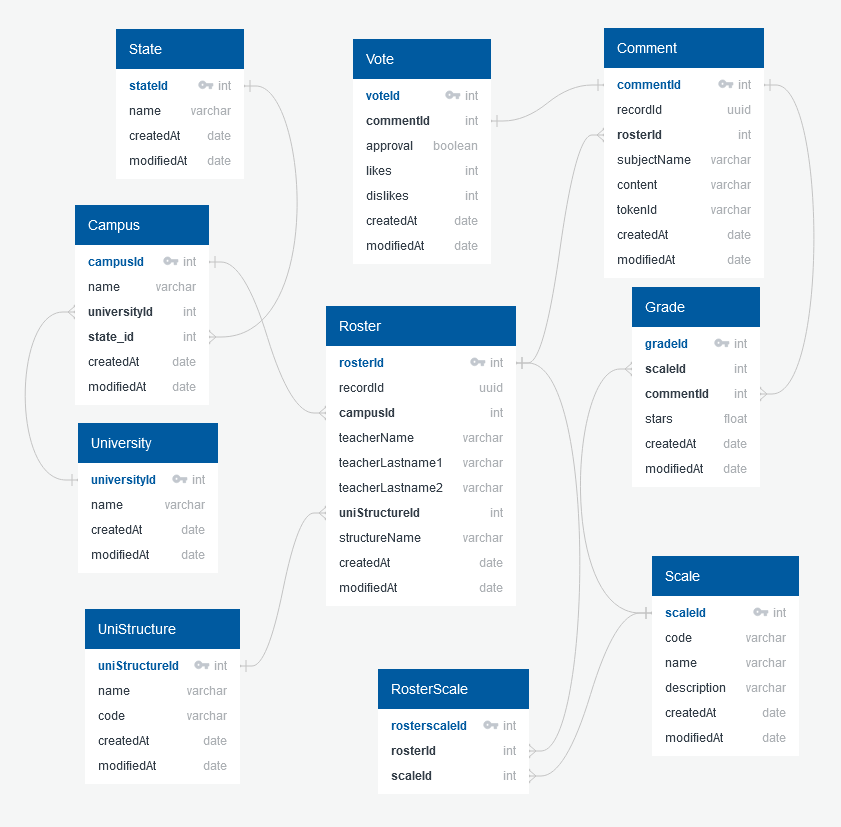 State
stateId int
name varchar
createdAt date
modifiedAt date
Vote
voteId int
commentId int
approval boolean
likes int
dislikes int
createdAt date
modifiedAt date
Comment
commentId int
recordId uuid
rosterId int
subjectName varchar
content varchar
tokenId varchar
createdAt date
modifiedAt date
Campus
campusId int
name varchar
universityId int
state_id int
createdAt date
modifiedAt date
Roster
rosterId int
recordId uuid
campusId int
teacherName varchar
teacherLastname1 varchar
teacherLastname2 varchar
uniStructureId int
structureName varchar
createdAt date
modifiedAt date
Grade
gradeId int
scaleId int
commentId int
stars float
createdAt date
modifiedAt date
University
universityId int
name varchar
createdAt date
modifiedAt date
UniStructure
uniStructureId int
name varchar
code varchar
createdAt date
modifiedAt date
RosterScale
rosterscaleId int
rosterId int
scaleId int
Scale
scaleId int
code varchar
name varchar
description varchar
createdAt date
modifiedAt date